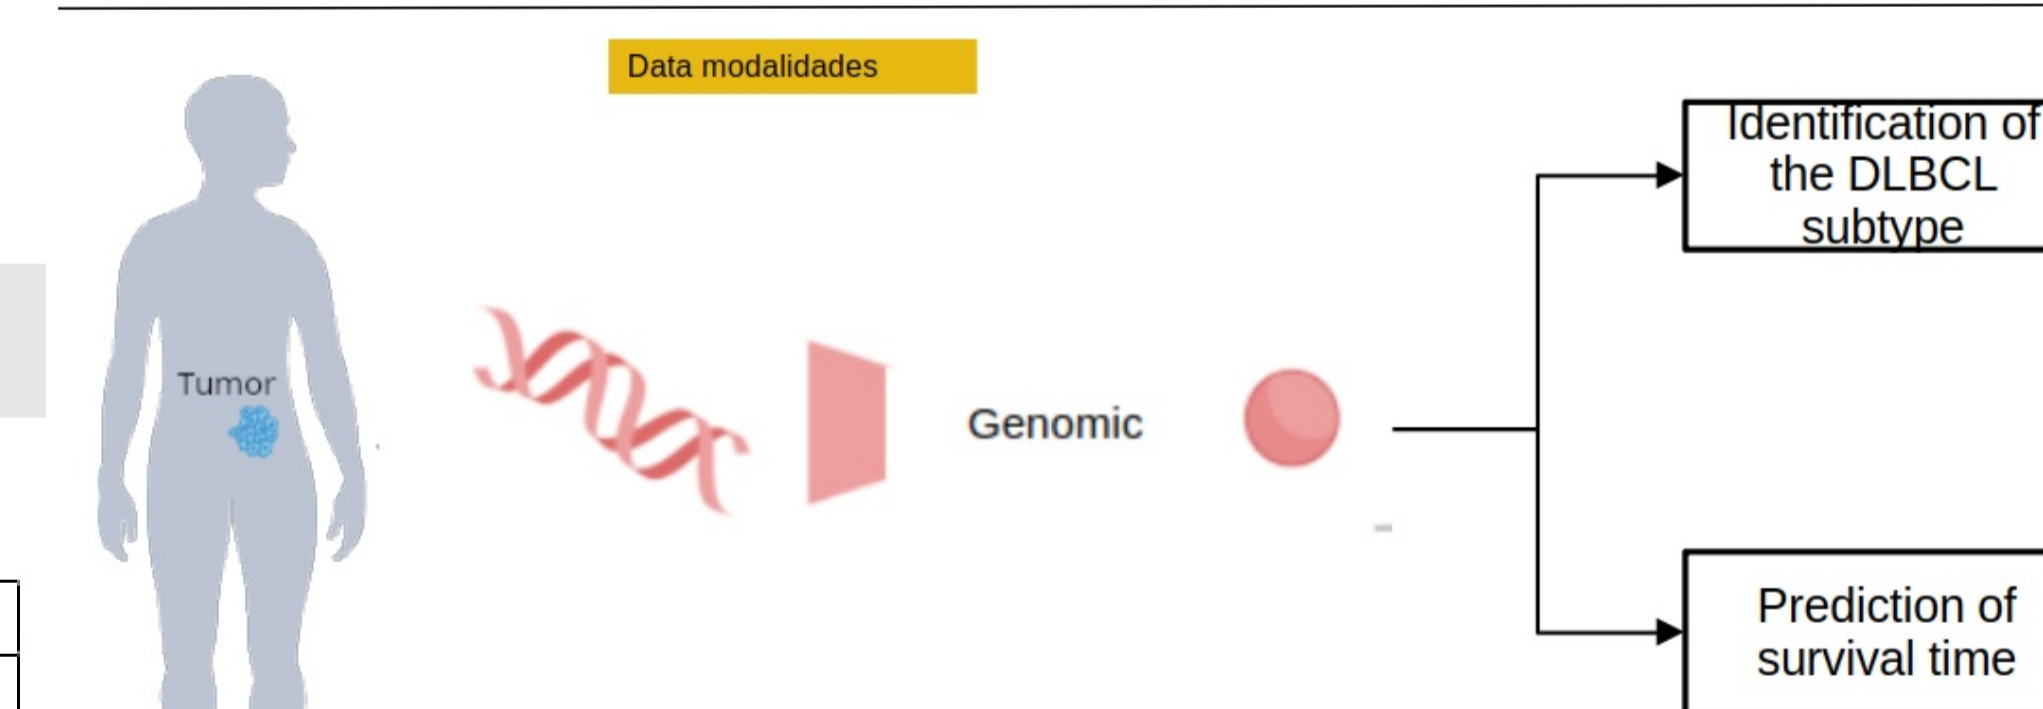 Data modalidades
Identification of
the DLBCL
subtype
Tumor
Genomic
Prediction of
survival time